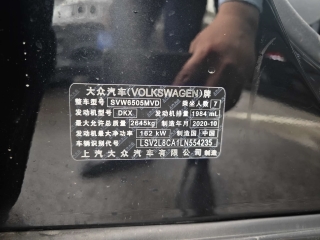 大众汽车(VOLKSWAGEN)牌
整车型号 SVW6505MVD 乘坐人数 7
发动机型号 DKX 发动机排量 1984 mL
最大允许总质量 2645kg 制造年月 2020-10
发动机最大净功率 162 kW 制造国 中国
车辆识别代号 LSV2L8CA1LN554235
上汽大众汽车有限公司 制造